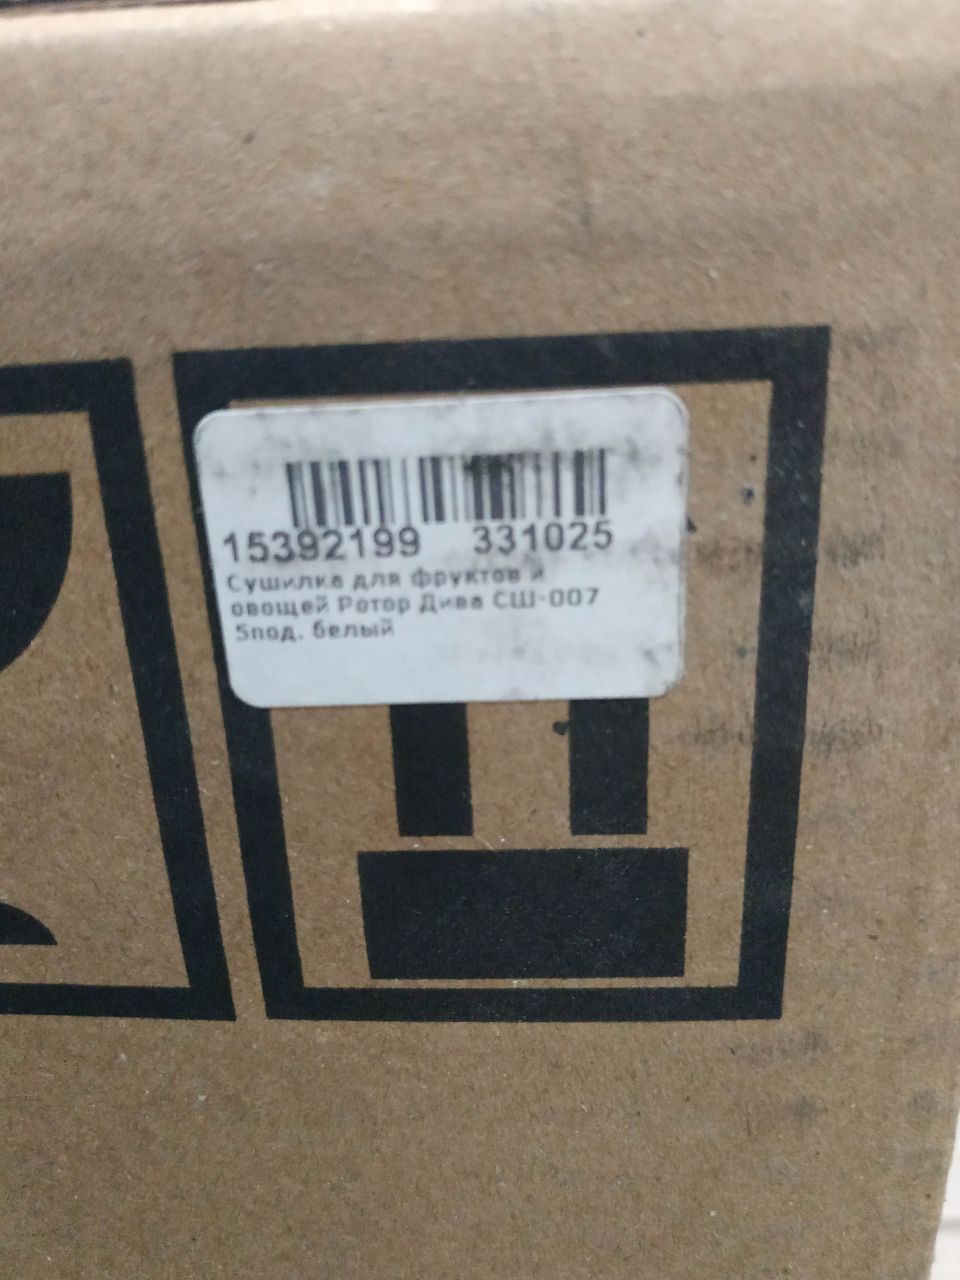 15392199 331025
Сушилка для фруктов и
овощей Ротор Дива СШ-007
5под. белый